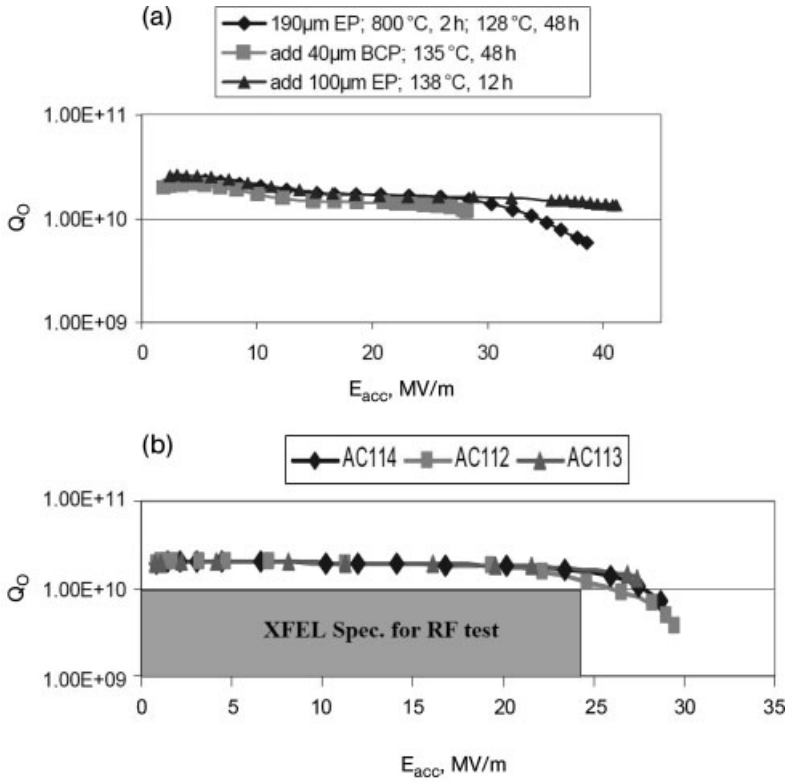 (a)
190μm EP; 800 °C, 2 h; 128 °C, 48 h
add 40μm BCP; 135 °C, 48 h
add 100μm EP; 138 °C, 12 h
1.00E+11
1.00E+10
1.00E+09
QO
0 10 20 30 40
Eacc, MV/m
(b)
AC114 AC112 AC113
1.00E+11
1.00E+10
1.00E+09
QO
XFEL Spec. for RF test
0 5 10 15 20 25 30 35
Eacc, MV/m